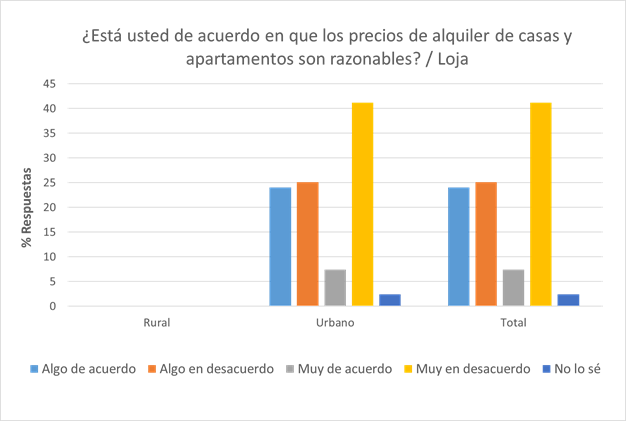 ¿Está usted de acuerdo en que los precios de alquiler de casas y
apartamentos son razonables? / Loja
% Respuestas
45
40
35
30
25
20
15
10
5
0
Rural Urbano Total
Algo de acuerdo Algo en desacuerdo Muy de acuerdo Muy en desacuerdo No lo sé